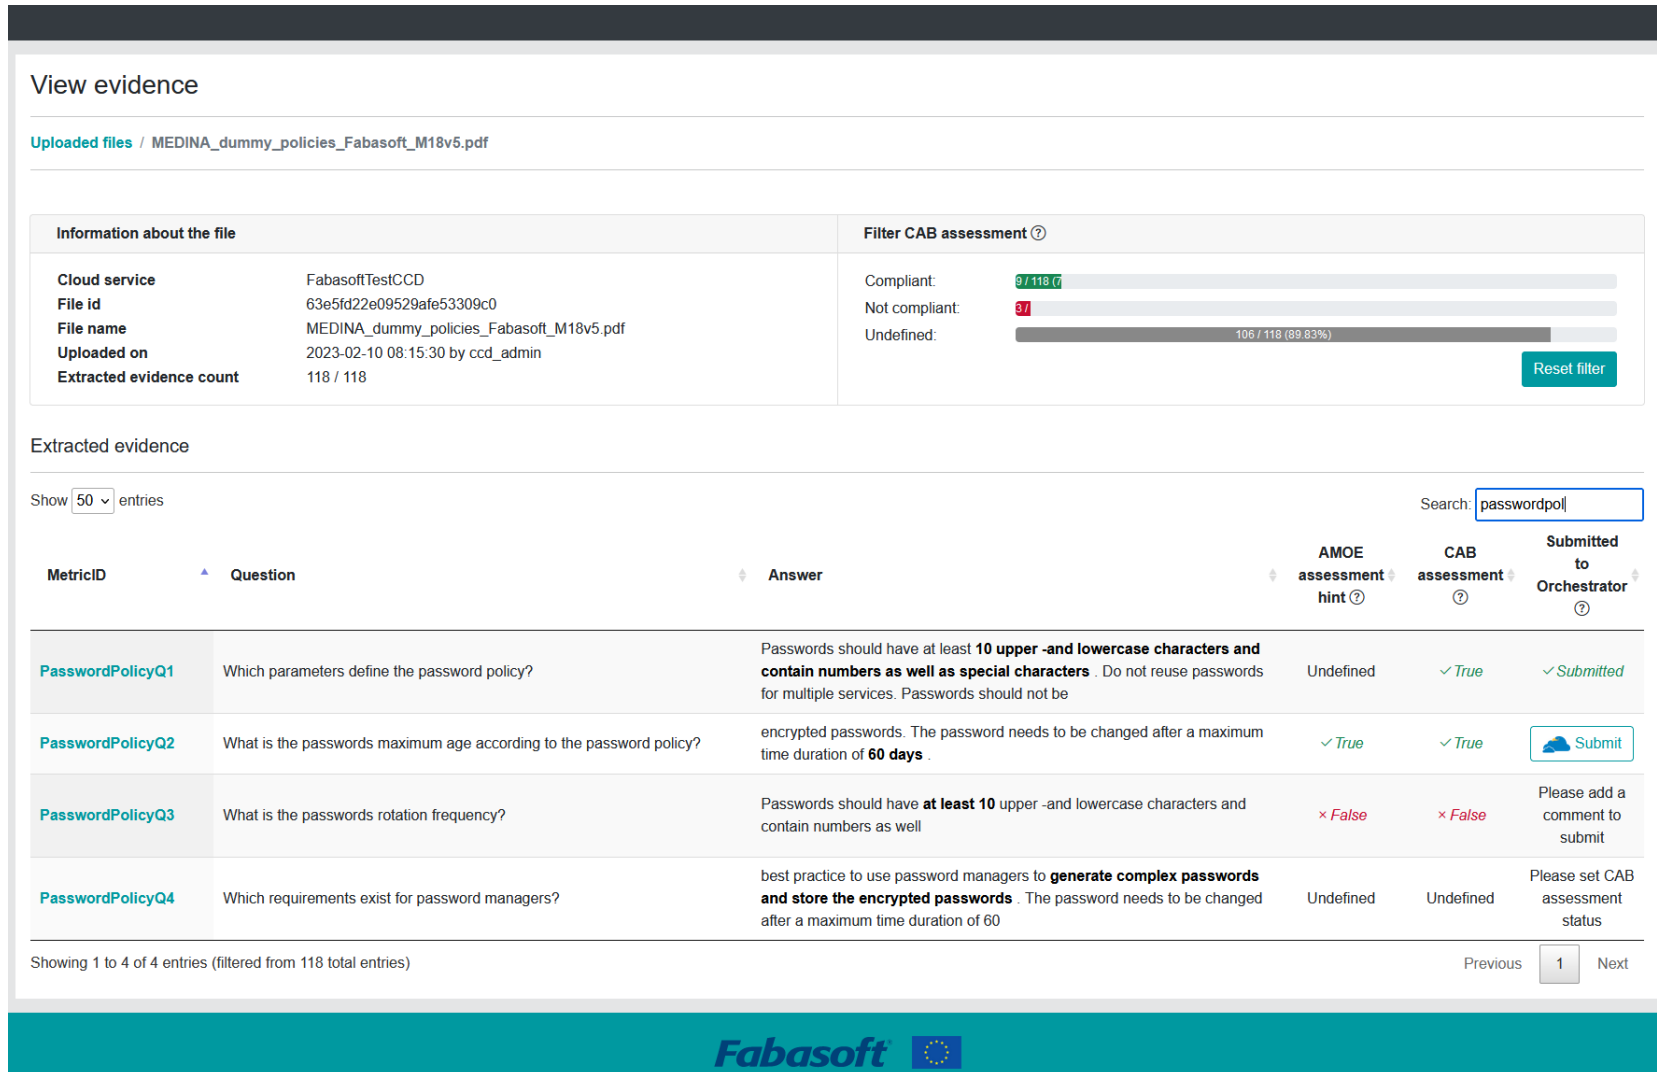 View evidence
Uploaded files / MEDINA_dummy_policies_Fabasoft_M18v5.pdf
Information about the file
Cloud service FabasoftTestCCD
File id 63e5fd22e09529afe53309c0
File name MEDINA_dummy_policies_Fabasoft_M18v5.pdf
Uploaded on 2023-02-10 08:15:30 by ccd_admin
Extracted evidence count 118 / 118
Filter CAB assessment ?
Compliant: 9 / 118 (7
Not compliant: 3 /
Undefined: 106 / 118 (89.83%)
Reset filter
Extracted evidence
Show 50 entries
Search: passwordpol
MetricID
Question
Answer
AMOE
assessment
hint ?
CAB
assessment
?
Submitted
to
Orchestrator
?
PasswordPolicyQ1
Which parameters define the password policy?
Passwords should have at least 10 upper -and lowercase characters and
contain numbers as well as special characters . Do not reuse passwords
for multiple services. Passwords should not be
Undefined
✓ True
✓ Submitted
PasswordPolicyQ2
What is the passwords maximum age according to the password policy?
encrypted passwords. The password needs to be changed after a maximum
time duration of 60 days .
✓ True
✓ True
Submit
PasswordPolicyQ3
What is the passwords rotation frequency?
Passwords should have at least 10 upper -and lowercase characters and
contain numbers as well
× False
× False
Please add a
comment to
submit
PasswordPolicyQ4
Which requirements exist for password managers?
best practice to use password managers to generate complex passwords
and store the encrypted passwords . The password needs to be changed
after a maximum time duration of 60
Undefined
Undefined
Please set CAB
assessment
status
Showing 1 to 4 of 4 entries (filtered from 118 total entries)
Previous 1 Next
Fabasoft